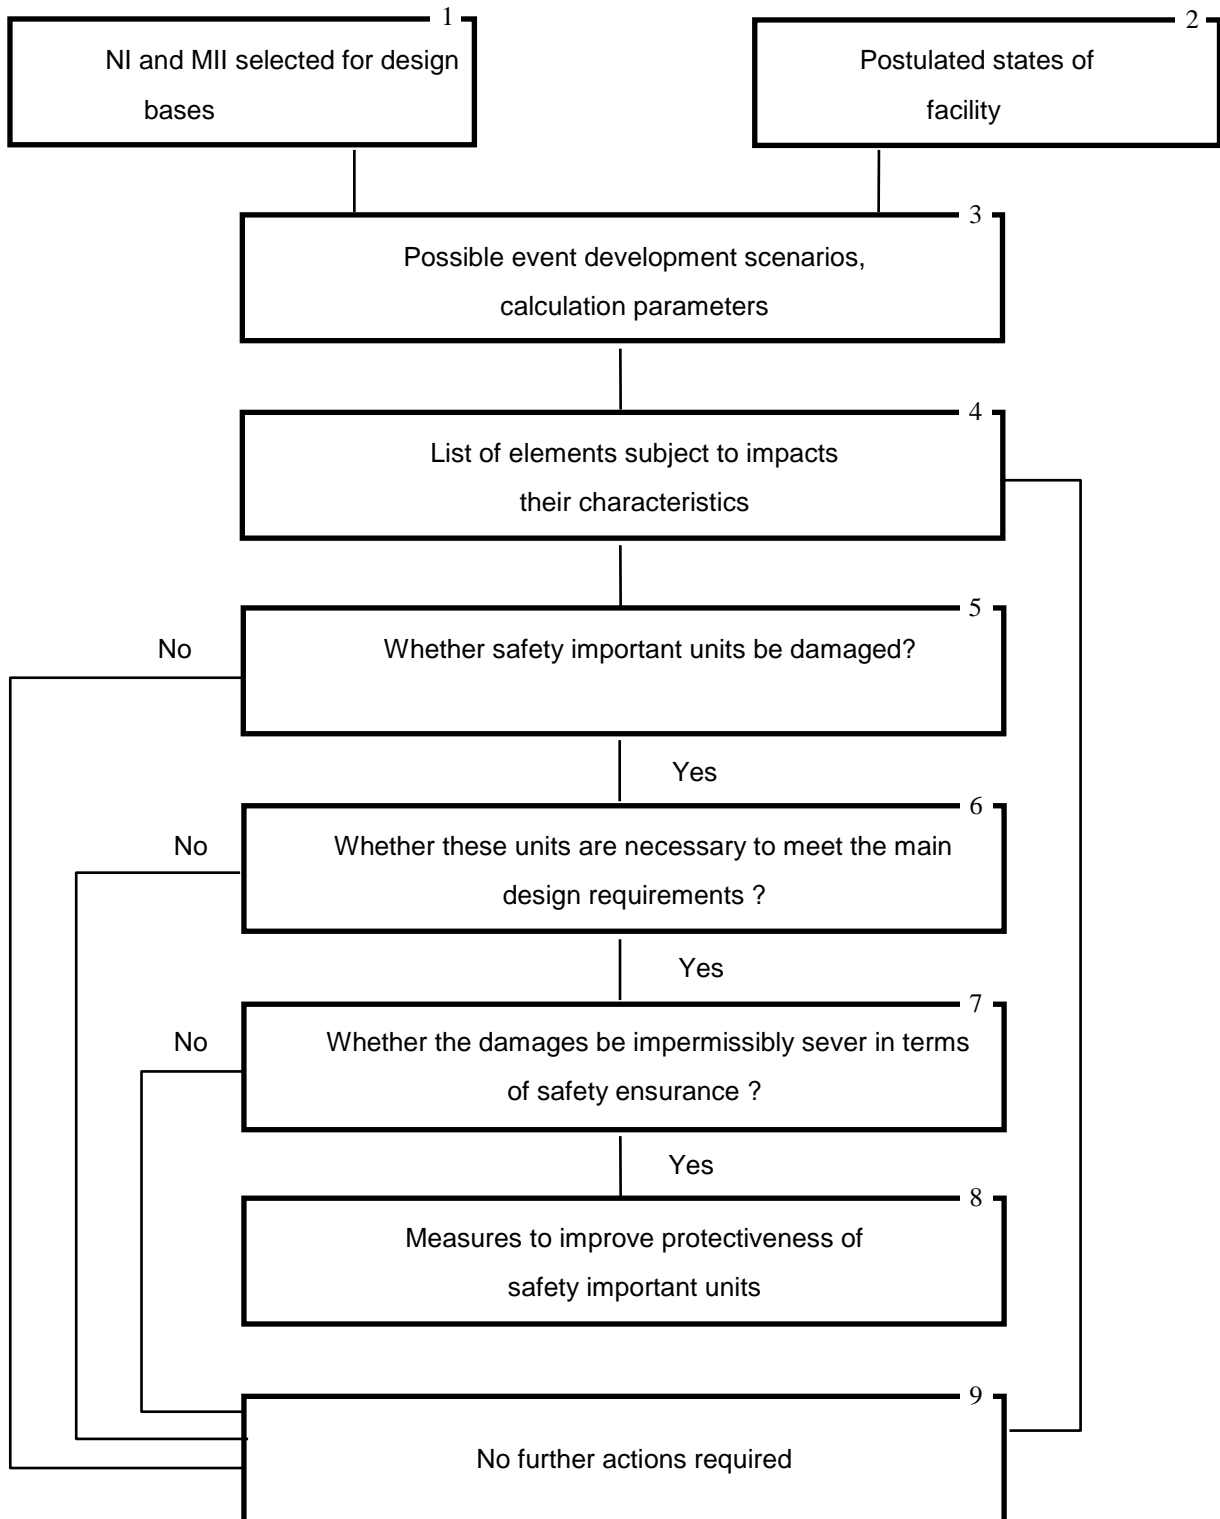 1
NI and MII selected for design
bases
2
Postulated states of
facility
3
Possible event development scenarios,
calculation parameters
4
List of elements subject to impacts
their characteristics
5
No
Whether safety important units be damaged?
Yes
6
No
Whether these units are necessary to meet the main
design requirements ?
Yes
7
No
Whether the damages be impermissibly sever in terms
of safety ensurance ?
Yes
8
Measures to improve protectiveness of
safety important units
9
No further actions required